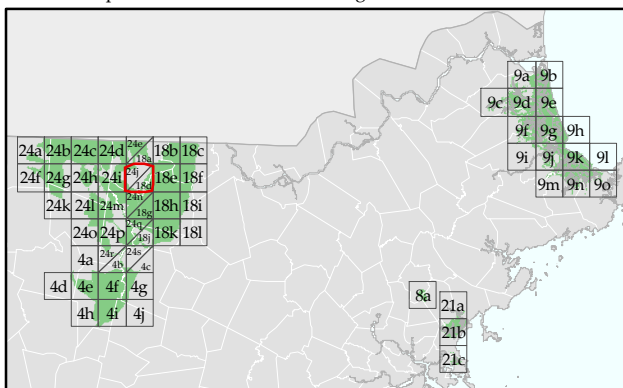 9a 9b
9c 9d 9e
9f 9g 9h
9i 9j 9k 9l
9m 9n 9o
24a 24b 24c 24d 24e 18a 18b 18c
24f 24g 24h 24i 24j 18d 18e 18f
24k 24l 24m 24n 18g 18h 18i
24o 24p 24q 18j 18k 18l
4a 24r 4b 24s 4c
4d 4e 4f 4g
4h 4i 4j
8a
21a
21b
21c